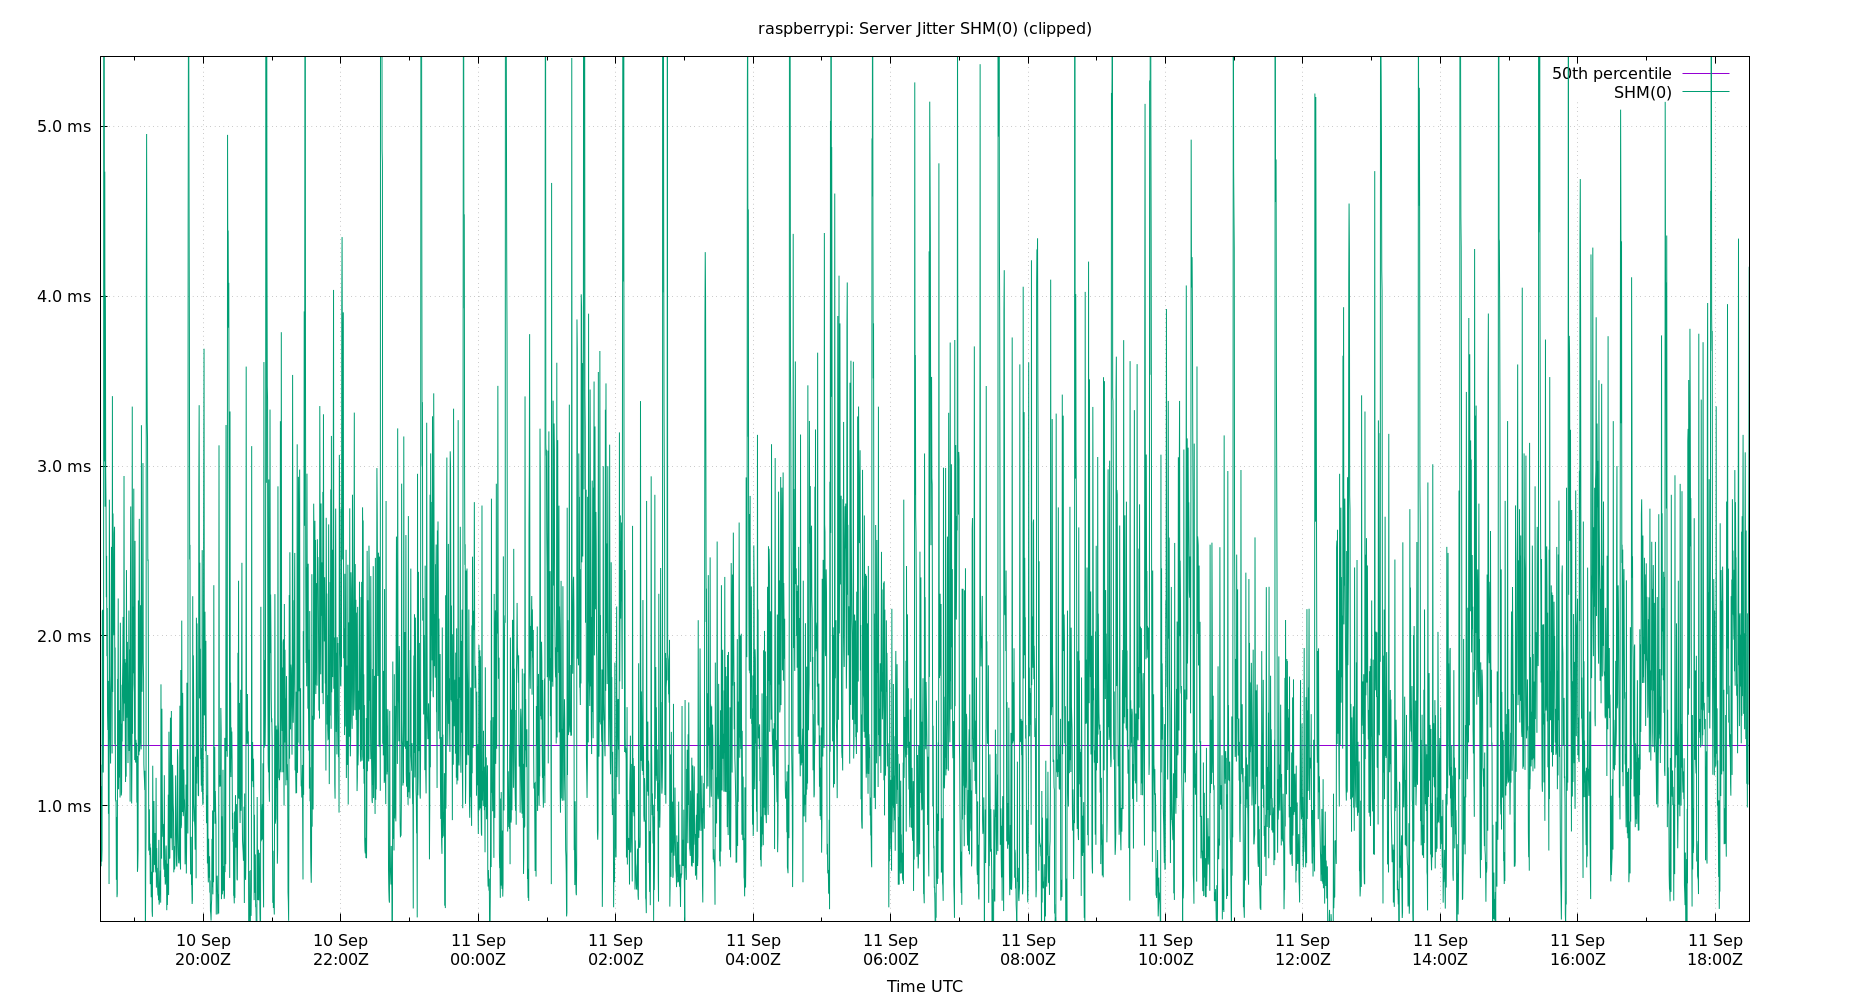 raspberrypi: Server Jitter SHM(0) (clipped)
50th percentile
SHM(0)
5.0 ms
4.0 ms
3.0 ms
2.0 ms
1.0 ms
10 Sep 10 Sep 11 Sep 11 Sep 11 Sep 11 Sep 11 Sep 11 Sep 11 Sep 11 Sep 11 Sep 11 Sep
20:00Z 22:00Z 00:00Z 02:00Z 04:00Z 06:00Z 08:00Z 10:00Z 12:00Z 14:00Z 16:00Z 18:00Z
Time UTC